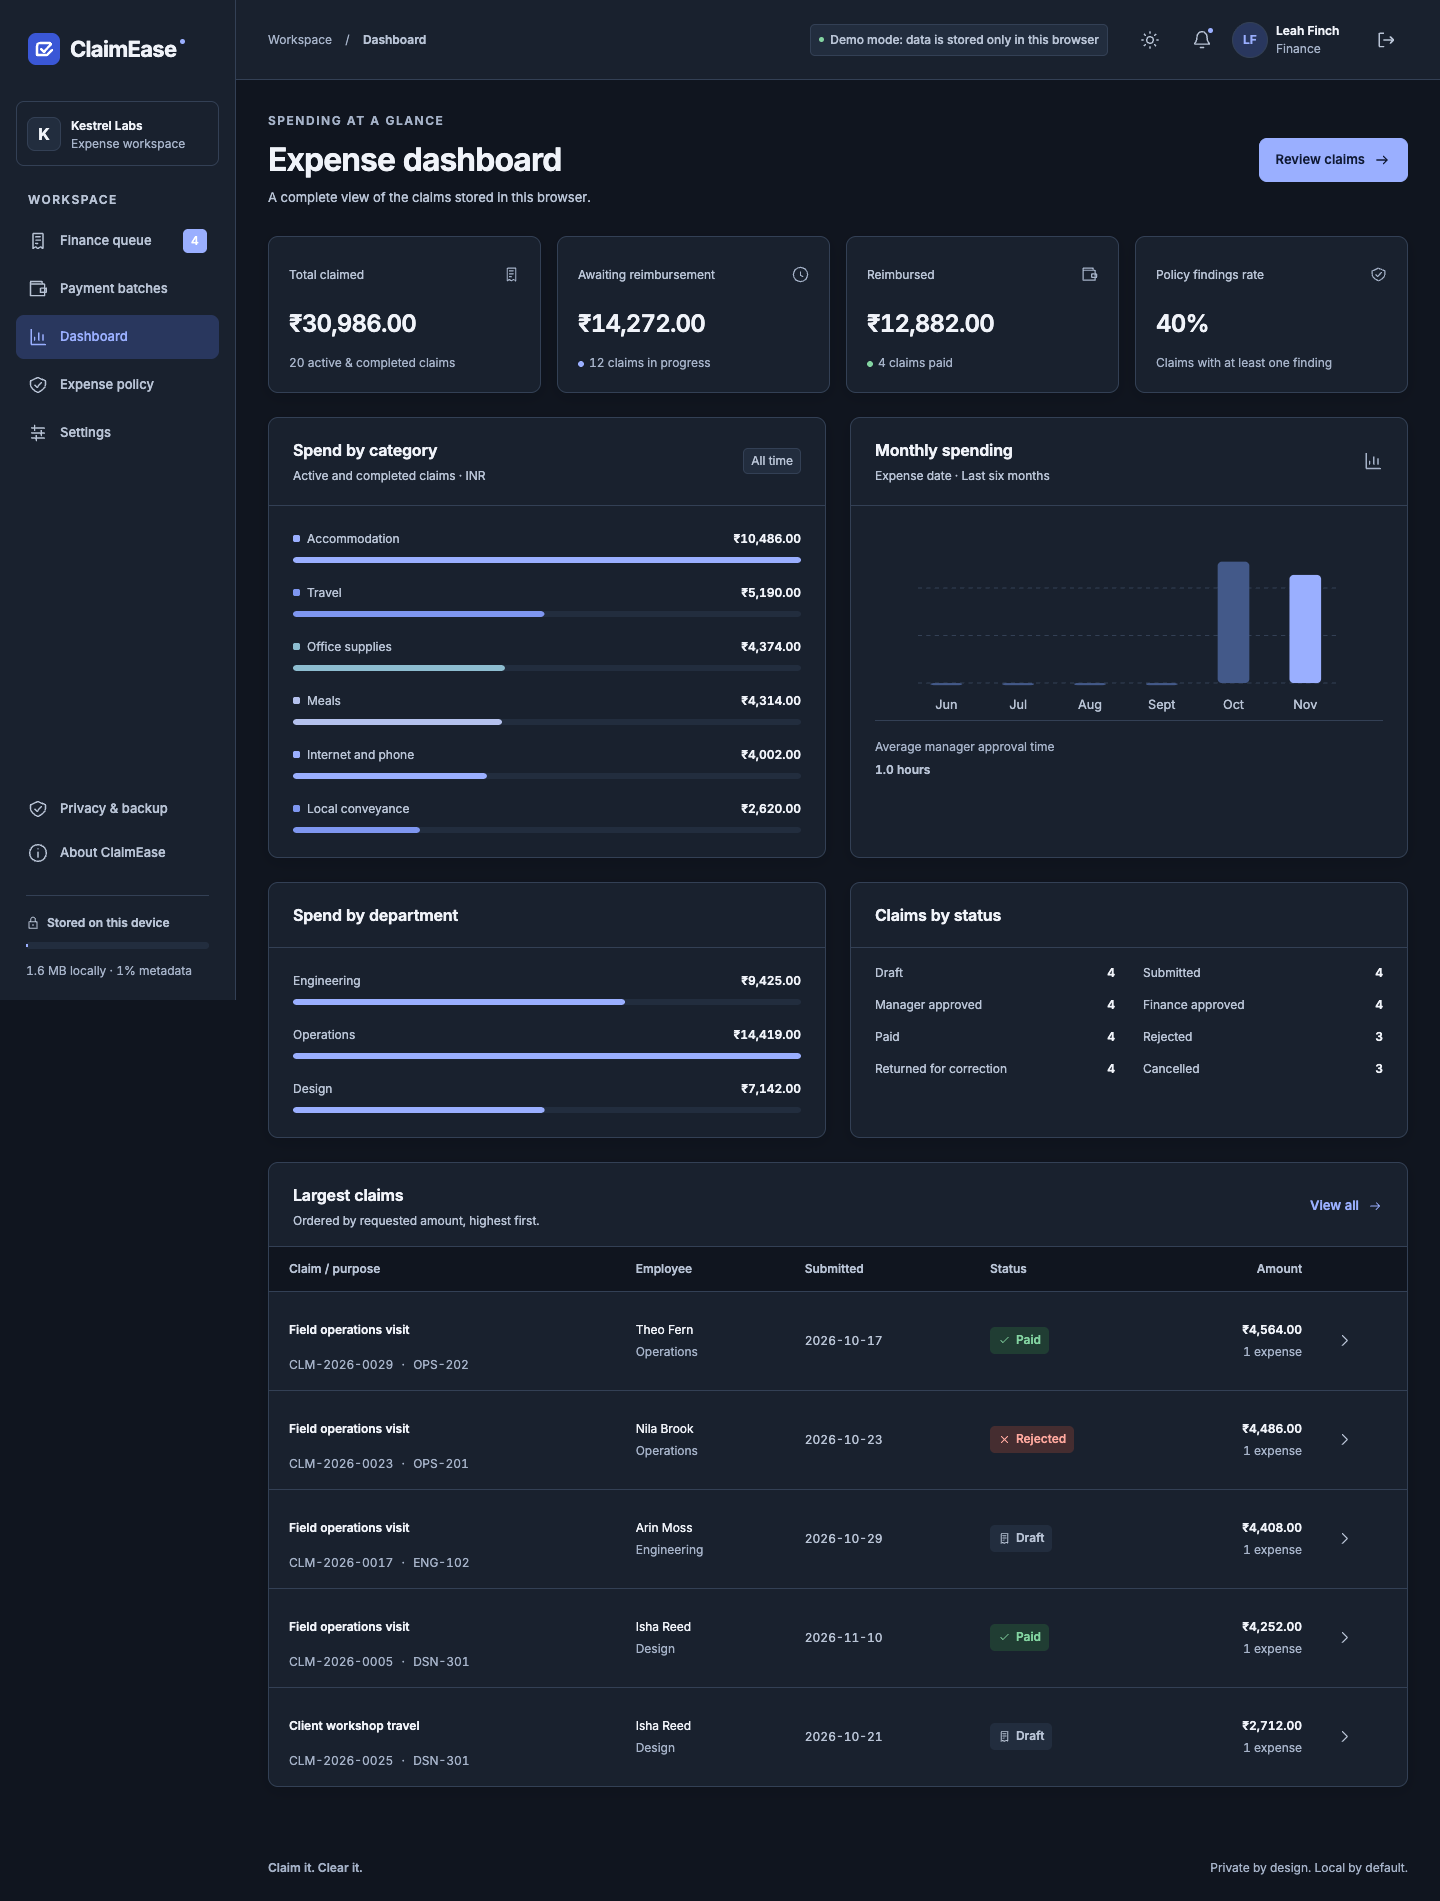 ClaimEase
Workspace / Dashboard
Demo mode: data is stored only in this browser
LF
Leah Finch
Finance
K
Kestrel Labs
Expense workspace
WORKSPACE
Finance queue 4
Payment batches
Dashboard
Expense policy
Settings
Privacy & backup
About ClaimEase
Stored on this device
1.6 MB locally · 1% metadata
SPENDING AT A GLANCE
Expense dashboard
A complete view of the claims stored in this browser.
Review claims
Total claimed
₹30,986.00
20 active & completed claims
Awaiting reimbursement
₹14,272.00
12 claims in progress
Reimbursed
₹12,882.00
4 claims paid
Policy findings rate
40%
Claims with at least one finding
Spend by category
Active and completed claims · INR
All time
Accommodation ₹10,486.00
Travel ₹5,190.00
Office supplies ₹4,374.00
Meals ₹4,314.00
Internet and phone ₹4,002.00
Local conveyance ₹2,620.00
Monthly spending
Expense date · Last six months
Jun Jul Aug Sept Oct Nov
Average manager approval time
1.0 hours
Spend by department
Engineering ₹9,425.00
Operations ₹14,419.00
Design ₹7,142.00
Claims by status
Draft 4 Submitted 4
Manager approved 4 Finance approved 4
Paid 4 Rejected 3
Returned for correction 4 Cancelled 3
Largest claims
Ordered by requested amount, highest first.
View all
Claim / purpose Employee Submitted Status Amount
Field operations visit
CLM-2026-0029 · OPS-202
Theo Fern
Operations
2026-10-17
Paid
₹4,564.00
1 expense
Field operations visit
CLM-2026-0023 · OPS-201
Nila Brook
Operations
2026-10-23
Rejected
₹4,486.00
1 expense
Field operations visit
CLM-2026-0017 · ENG-102
Arin Moss
Engineering
2026-10-29
Draft
₹4,408.00
1 expense
Field operations visit
CLM-2026-0005 · DSN-301
Isha Reed
Design
2026-11-10
Paid
₹4,252.00
1 expense
Client workshop travel
CLM-2026-0025 · DSN-301
Isha Reed
Design
2026-10-21
Draft
₹2,712.00
1 expense
Claim it. Clear it.
Private by design. Local by default.